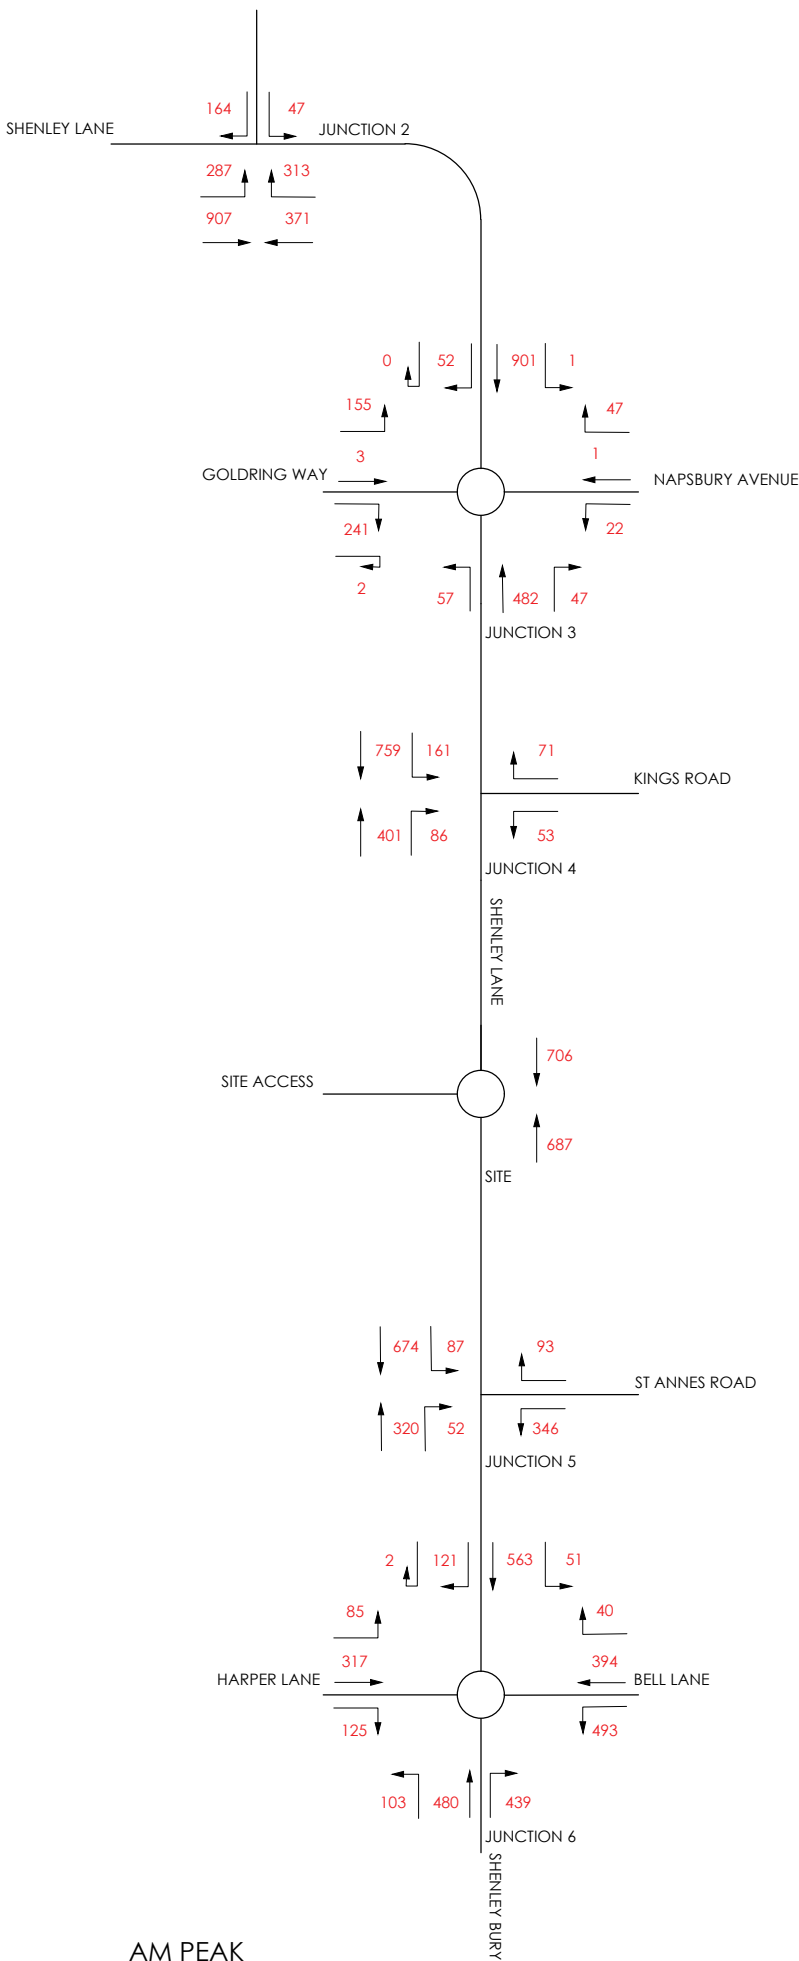 164 47
SHENLEY LANE JUNCTION 2
287 313
907 371
0 52 901 1
155 47
3 1
GOLDRING WAY NAPSBURY AVENUE
241 22
2 57 482 47
JUNCTION 3
759 161 71
KINGS ROAD
401 86 53
JUNCTION 4
SHENLEY LANE
706
SITE ACCESS
687
SITE
674 87 93
ST ANNES ROAD
320 52 346
JUNCTION 5
2 121 563 51
85 40
317 394
HARPER LANE BELL LANE
125 493
103 480 439
JUNCTION 6
SHENLEY BURY
AM PEAK